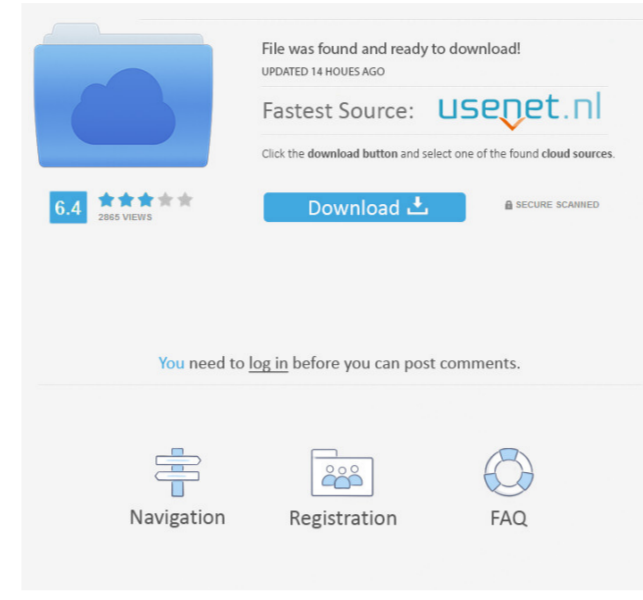 File was found and ready to download!
UPDATED 14 HOUES AGO
Fastest Source: usenet.nl
Click the download button and select one of the found cloud sources.
6.4
2865 VIEWS
Download
SECURE SCANNED
You need to log in before you can post comments.
Navigation
Registration
FAQ